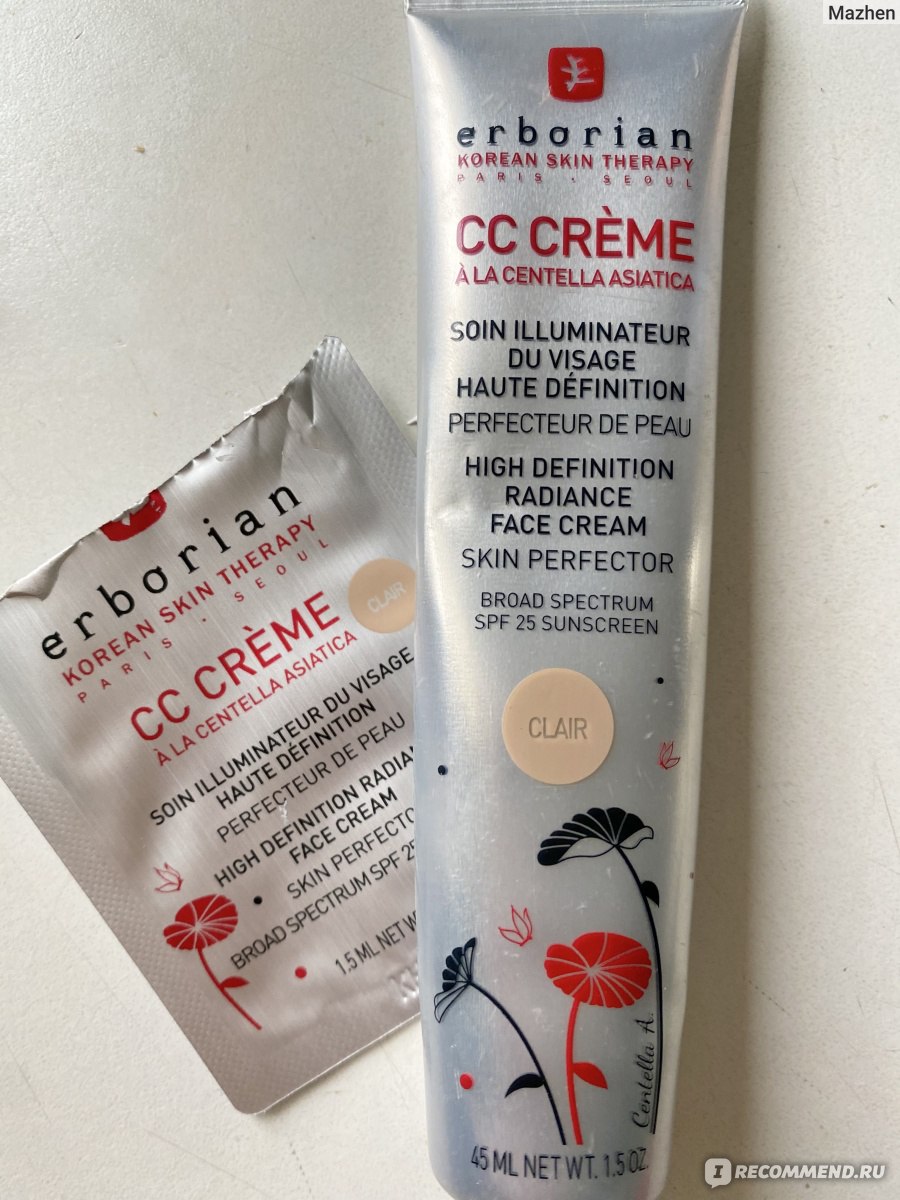 Mazhen
erborian
KOREAN SKIN THERAPY
PARIS · SEOUL
CC CRÈME
À LA CENTELLA ASIATICA
SOIN ILLUMINATEUR
DU VISAGE
HAUTE DÉFINITION
PERFECTEUR DE PEAU
HIGH DEFINITION
RADIANCE
FACE CREAM
SKIN PERFECTOR
BROAD SPECTRUM
SPF 25 SUNSCREEN
CLAIR
Centella A.
45 ML NET WT. 1.5 OZ.
erborian
KOREAN SKIN THERAPY
PARIS · SEOUL
CLAIR
CC CRÈME
À LA CENTELLA ASIATICA
SOIN ILLUMINATEUR DU VISAGE
HAUTE DÉFINITION
PERFECTEUR DE PEAU
HIGH DEFINITION RADIAN
FACE CREAM
SKIN PERFECTO
BROAD SPECTRUM SPF 25
1.5 ML NET W
IRECOMMEND.RU